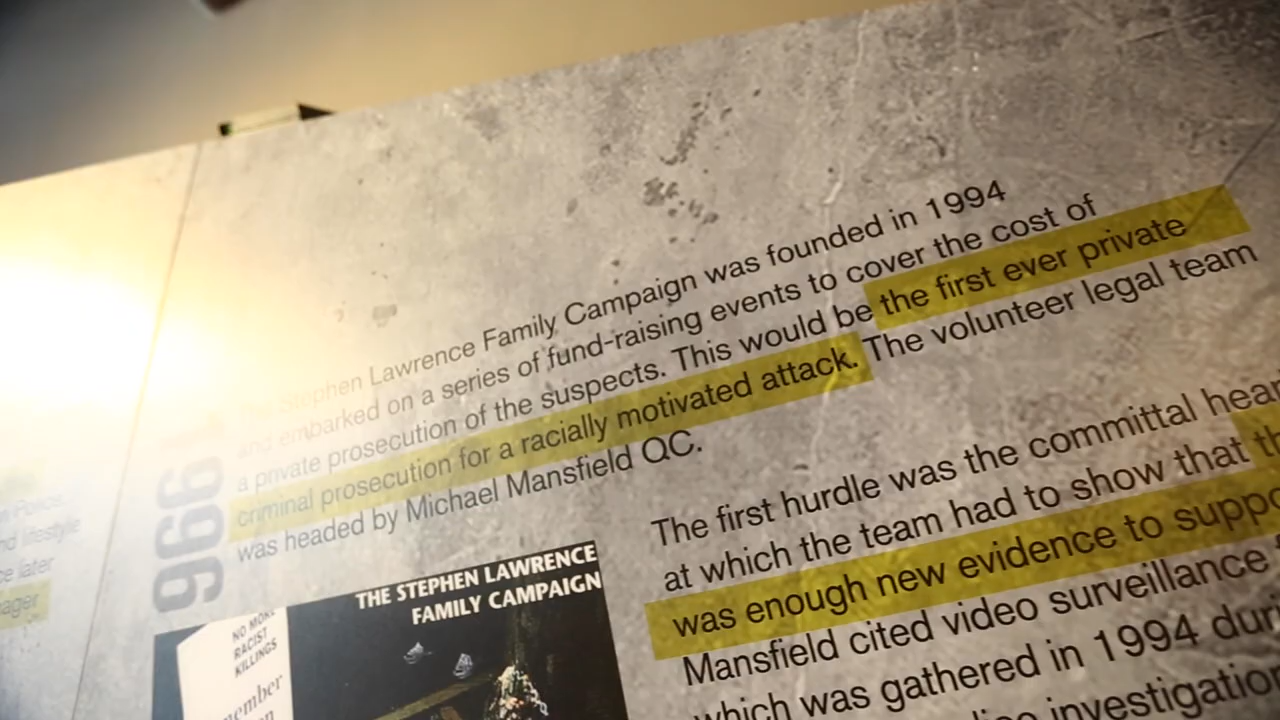 Stephen Lawrence Family Campaign was founded in 1994
and embarked on a series of fund-raising events to cover the cost of
a private prosecution of the suspects. This would be the first ever private
criminal prosecution for a racially motivated attack. The volunteer legal team
was headed by Michael Mansfield QC.
The first hurdle was the committal
at which the team had to show that
was enough new evidence to
Mansfield cited video surveillance
which was gathered in 1994
investigation
THE STEPHEN LAWRENCE
FAMILY CAMPAIGN
NO MORE
RACIST
KILLINGS
lifestyle
later